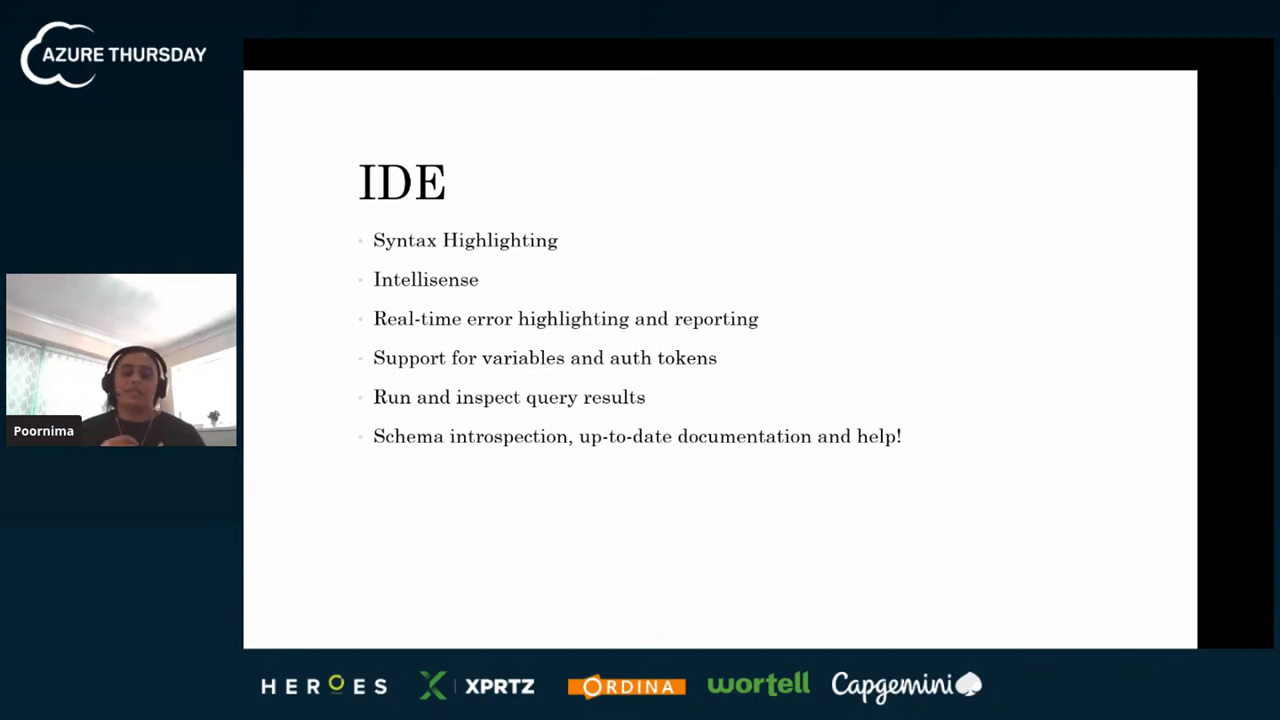 AZURE THURSDAY
IDE
Syntax Highlighting
Intellisense
Real-time error highlighting and reporting
Support for variables and auth tokens
Run and inspect query results
Schema introspection, up-to-date documentation and help!
Poornima
HEROES
XPRTZ
ORDINA
wortell
Capgemini